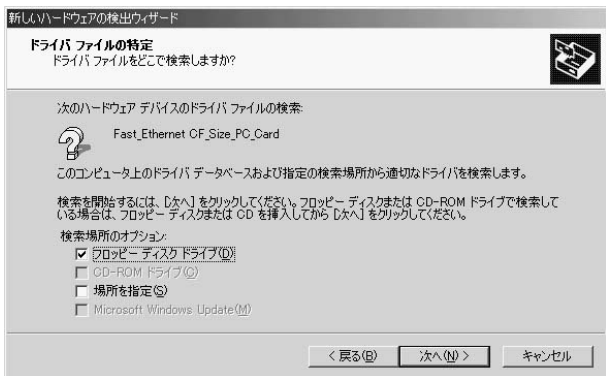 新しいハードウェアの検出ウィザード
ドライバ ファイルの特定
ドライバ ファイルをどこで検索しますか?
次のハードウェア デバイスのドライバ ファイルの検索:
Fast_Ethernet CF_Size_PC_Card
このコンピュータ上のドライバ データベースおよび指定の検索場所から適切なドライバを検索します。
検索を開始するには、[次へ] をクリックしてください。フロッピー ディスクまたは CD-ROM ドライブで検索して
いる場合は、フロッピー ディスクまたは CD を挿入してから [次へ] をクリックしてください。
検索場所のオプション:
フロッピー ディスク ドライブ(D)
CD-ROM ドライブ(C)
場所を指定(S)
Microsoft Windows Update(M)
< 戻る(B)
次へ(N) >
キャンセル